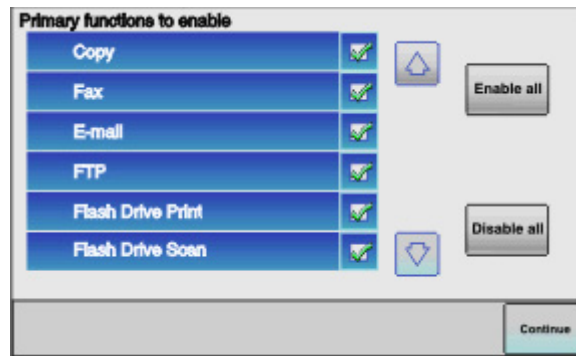 Primary functions to enable
Copy
Fax
E-mail
FTP
Flash Drive Print
Flash Drive Scan
Enable all
Disable all
Continue